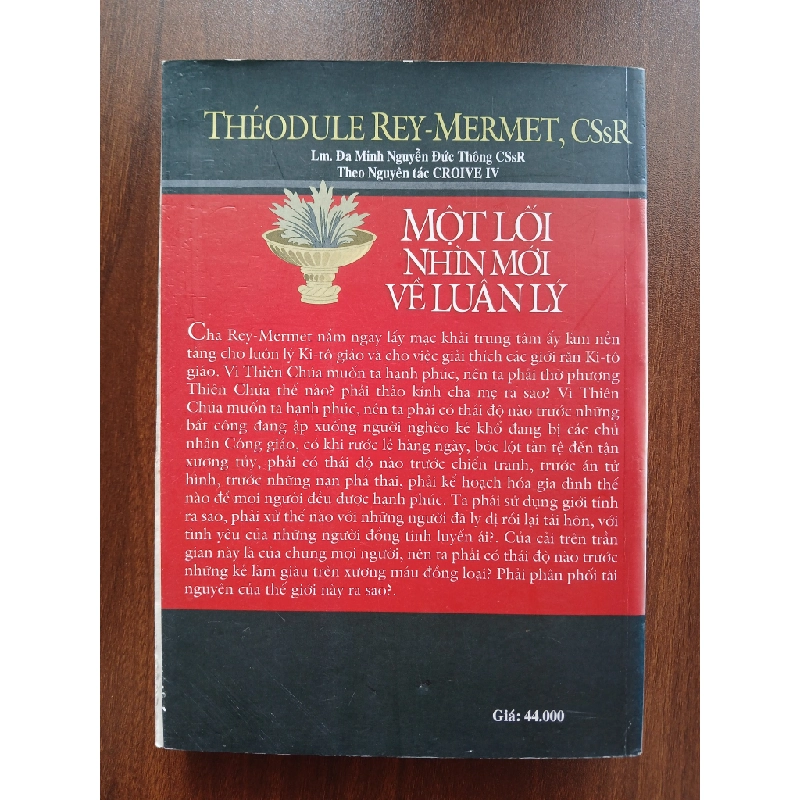 THÉODULE REY-MERMET, CSsR
Lm. Đa Minh Nguyễn Đức Thông CSsR
Theo Nguyên tác CROIVE IV
MỘT LỐI
NHÌN MỚI
VỀ LUÂN LÝ
Cha Rey-Mermet nắm ngay lấy mạc khải trung tâm ấy làm nền
tảng cho luôn lý Ki-tô giáo và cho việc giải thích các giới răn Ki-tô
giáo. Vì Thiên Chúa muốn ta hạnh phúc, nên ta phải thờ phượng
Thiên Chúa thế nào? phải thảo kính cha mẹ ra sao? Vì Thiên
Chúa muốn ta hạnh phúc, nên ta phải có thái độ nào trước những
bất công đang ập xuống người nghèo kẻ khổ đang bị các chủ
nhân Công giáo, có khi rước lễ hàng ngày, bóc lột tàn tệ đến tận
xương tủy, phải có thái độ nào trước chiến tranh, trước án tử
hình, trước những nạn phá thai, phải kế hoạch hóa gia đình thế
nào để mọi người đều được hạnh phúc. Ta phải sử dụng giới tính
ra sao, phải xử thế nào với những người đã ly dị rồi lại tái hôn, với
tình yêu của những người đồng tính luyến ái?. Của cải trên trần
gian này là của chung mọi người, nên ta phải có thái độ nào trước
những kẻ làm giàu trên xương máu đồng loại? Phải phân phối tài
nguyên của thế giới này ra sao?.
Giá: 44.000